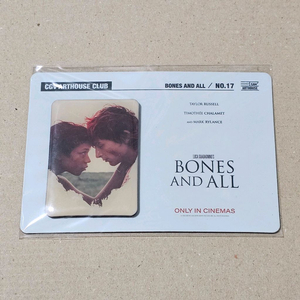 CGV ARTHOUSE CLUB
BONES AND ALL / NO.17
TAYLOR RUSSELL
TIMOTHÉE CHALAMET
AND MARK RYLANCE
BONES
AND ALL
ONLY IN CINEMAS